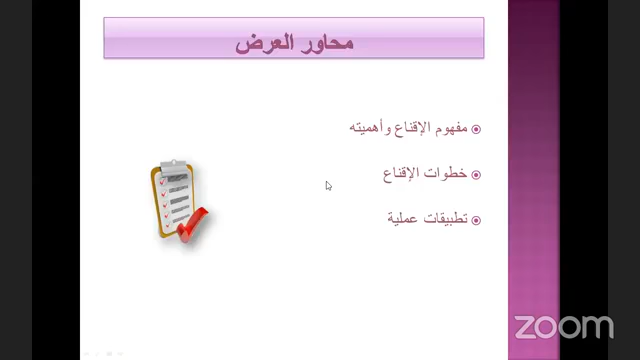 محاور العرض
مفهوم الإقناع وأهميته
خطوات الإقناع
تطبيقات عملية
zoom